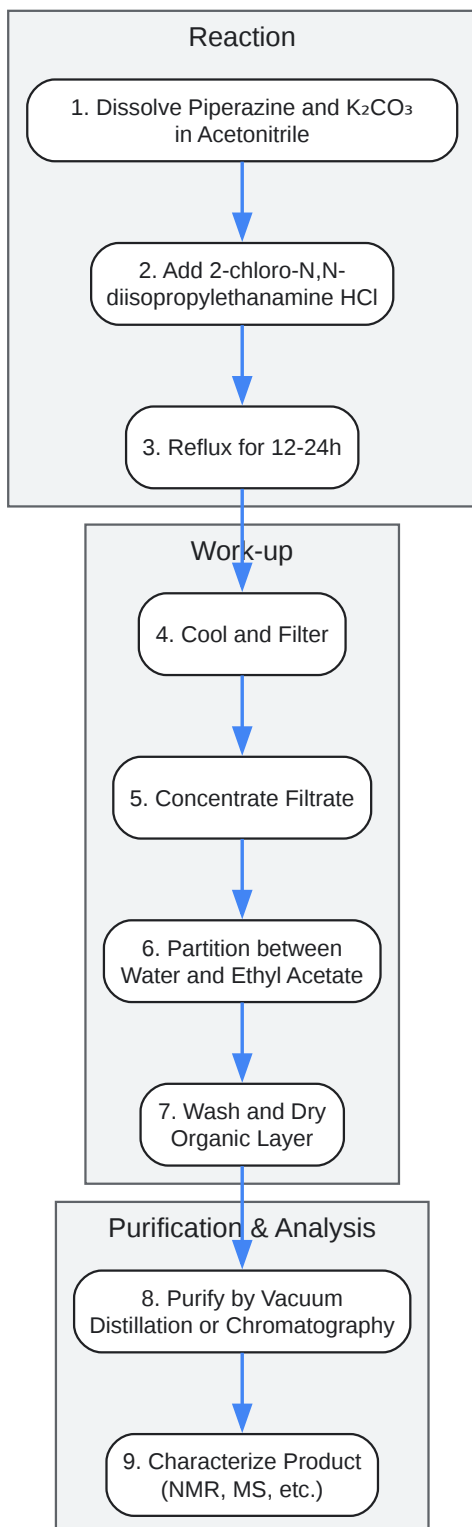 Reaction
1. Dissolve Piperazine and K₂CO₃
in Acetonitrile
2. Add 2-chloro-N,N-
diisopropylethanamine HCl
3. Reflux for 12-24h
Work-up
4. Cool and Filter
5. Concentrate Filtrate
6. Partition between
Water and Ethyl Acetate
7. Wash and Dry
Organic Layer
Purification & Analysis
8. Purify by Vacuum
Distillation or Chromatography
9. Characterize Product
(NMR, MS, etc.)